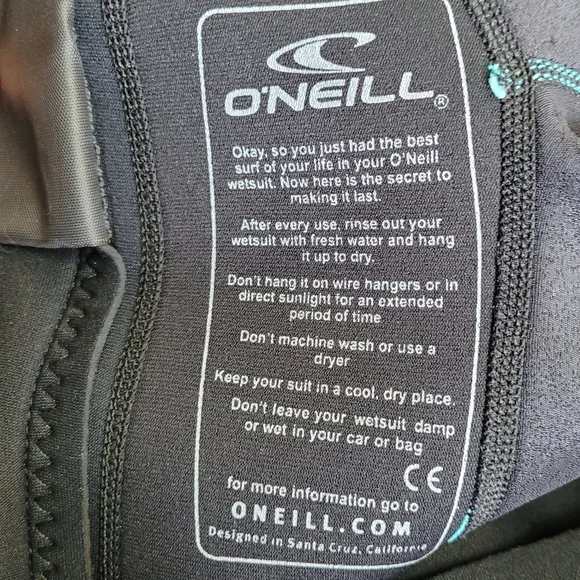 O'NEILL®
Okay, so you just had the best
surf of your life in your O'Neill
wetsuit. Now here is the secret to
making it last.
After every use, rinse out your
wetsuit with fresh water and hang
it up to dry.
Don't hang it on wire hangers or in
direct sunlight for an extended
period of time
Don't machine wash or use a
dryer
Keep your suit in a cool, dry place.
Don't leave your wetsuit damp
or wet in your car or bag
CE
for more information go to
ONEILL.COM
Designed in Santa Cruz, California